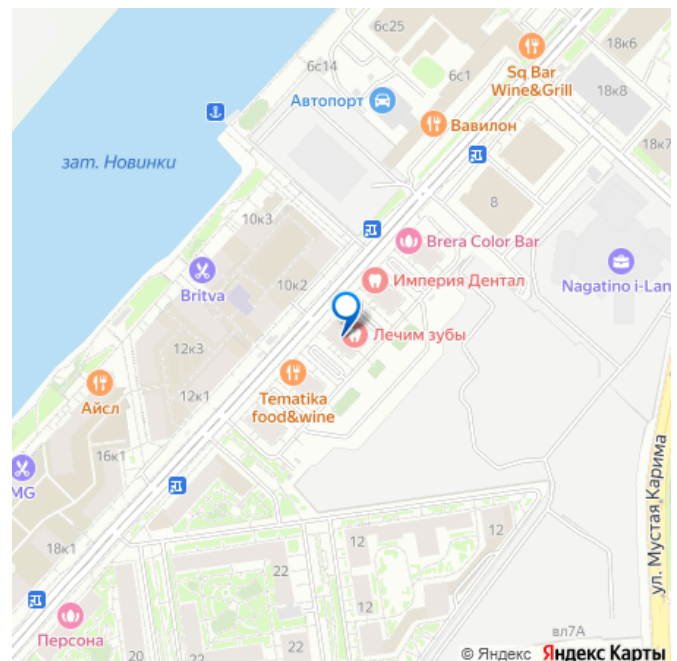 6с25
18к6
6с14
6с1
Sq Bar
Wine&Grill
18к8
Автопорт
Вавилон
18к7
зат. Новинки
8
10к3
Brera Color Bar
Nagatino i-Lan
Империя Дентал
10к2
Britva
Лечим зубы
12к3
Tematika
food&wine
12к1
Айсл
16к1
MG
ул. Мустая Карима
18к1
12
12
22
12
22
Персона
20
вл7А
© Яндекс Яндекс Карты